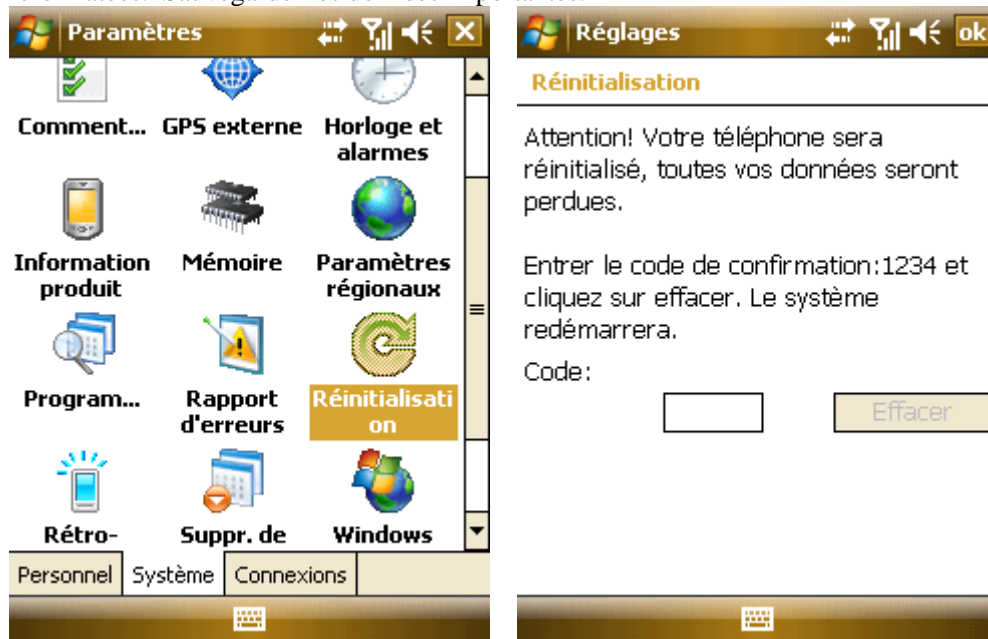 Paramètres
Comment... GPS externe Horloge et
alarmes
Information Mémoire Paramètres
produit régionaux
Program... Rapport Réinitialisati
d'erreurs on
Rétro- Suppr. de Windows
Personnel Système Connexions
Réglages ok
Réinitialisation
Attention! Votre téléphone sera
réinitialisé, toutes vos données seront
perdues.
Entrer le code de confirmation:1234 et
cliquez sur effacer. Le système
redémarrera.
Code:
Effacer